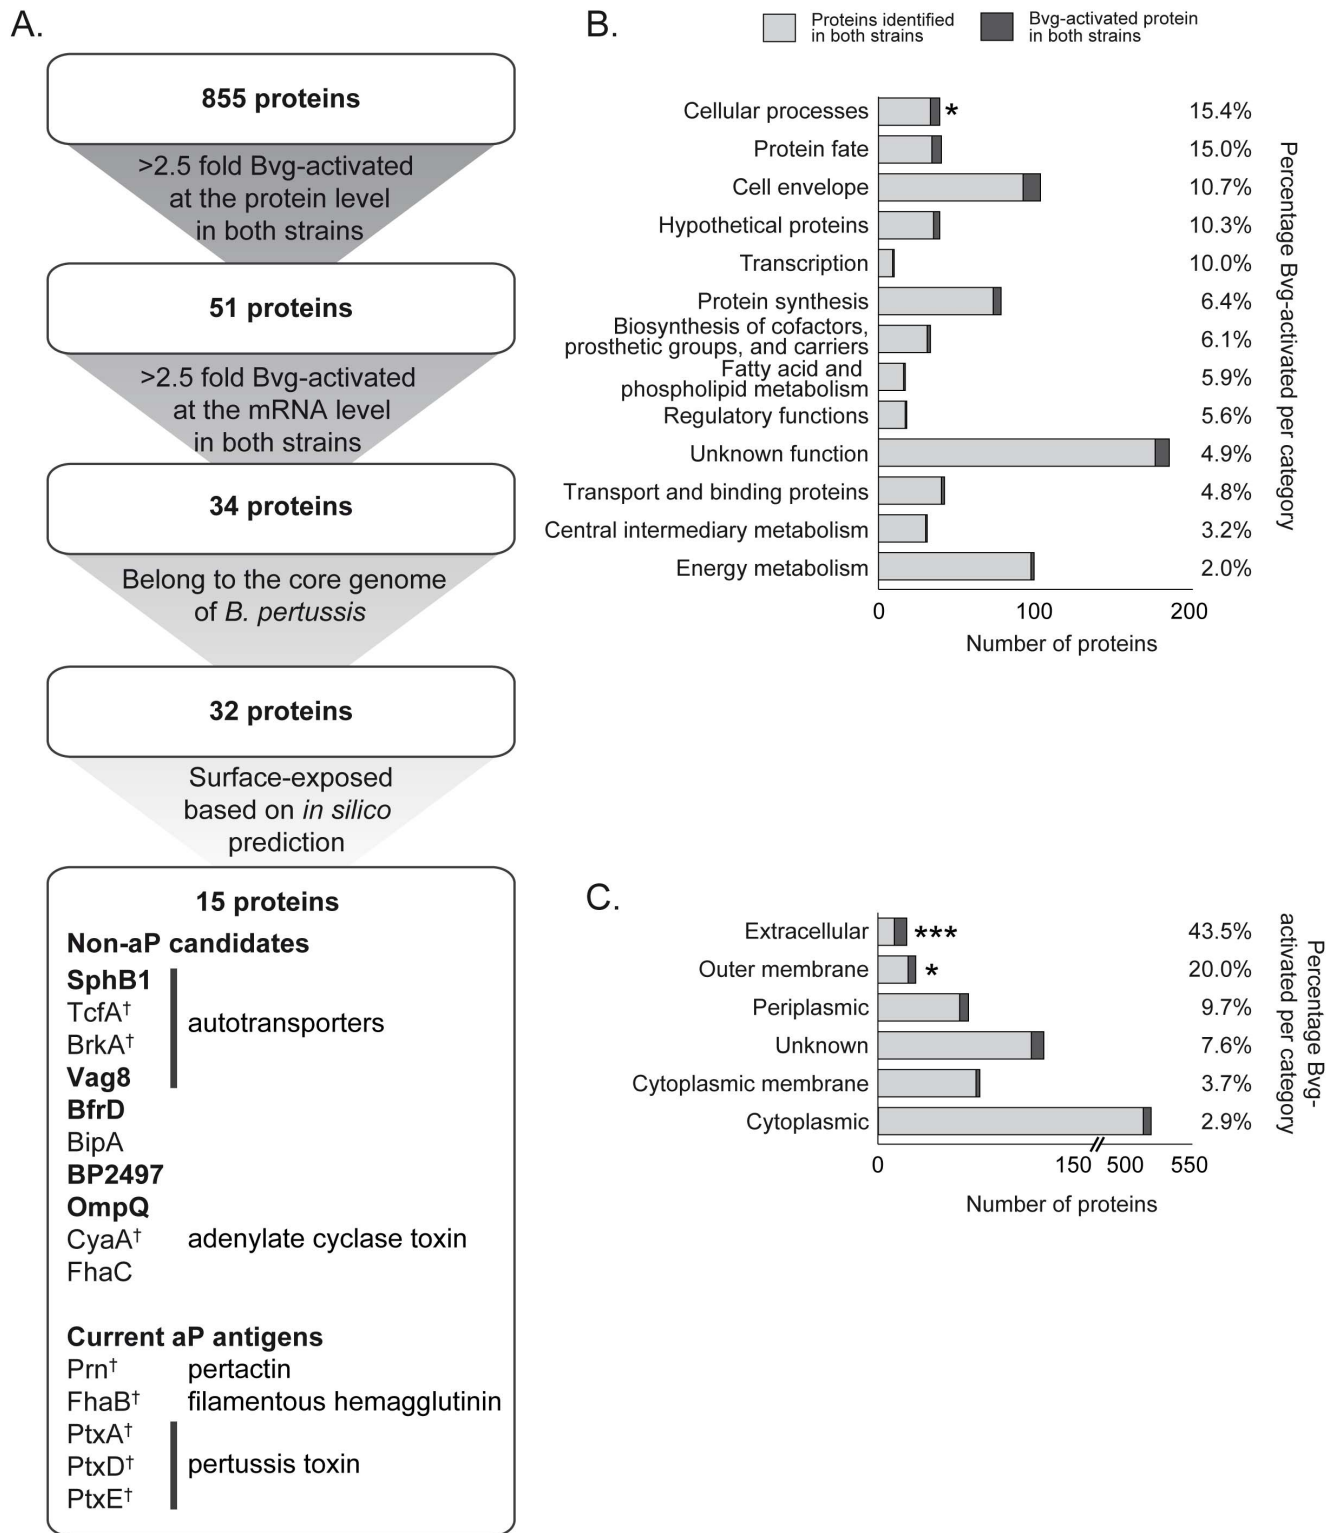 A.
855 proteins
>2.5 fold Bvg-activated
at the protein level
in both strains
51 proteins
>2.5 fold Bvg-activated
at the mRNA level
in both strains
34 proteins
Belong to the core genome
of B. pertussis
32 proteins
Surface-exposed
based on in silico
prediction
15 proteins
Non-aP candidates
SphB1
TcfA†
autotransporters
BrkA†
Vag8
BfrD
BipA
BP2497
OmpQ
CyaA† adenylate cyclase toxin
FhaC
Current aP antigens
Prn† pertactin
FhaB† filamentous hemagglutinin
PtxA†
PtxD† pertussis toxin
PtxE†
B.
Proteins identified
in both strains
Bvg-activated protein
in both strains
Cellular processes * 15.4%
Protein fate 15.0%
Cell envelope 10.7%
Hypothetical proteins 10.3%
Transcription 10.0%
Protein synthesis 6.4%
Biosynthesis of cofactors,
prosthetic groups, and carriers 6.1%
Fatty acid and
phospholipid metabolism 5.9%
Regulatory functions 5.6%
Unknown function 4.9%
Transport and binding proteins 4.8%
Central intermediary metabolism 3.2%
Energy metabolism 2.0%
0 100 200
Number of proteins
Percentage Bvg-activated per category
C.
Extracellular *** 43.5%
Outer membrane * 20.0%
Periplasmic 9.7%
Unknown 7.6%
Cytoplasmic membrane 3.7%
Cytoplasmic 2.9%
0 150 500 550
Number of proteins
Percentage Bvg-
activated per category